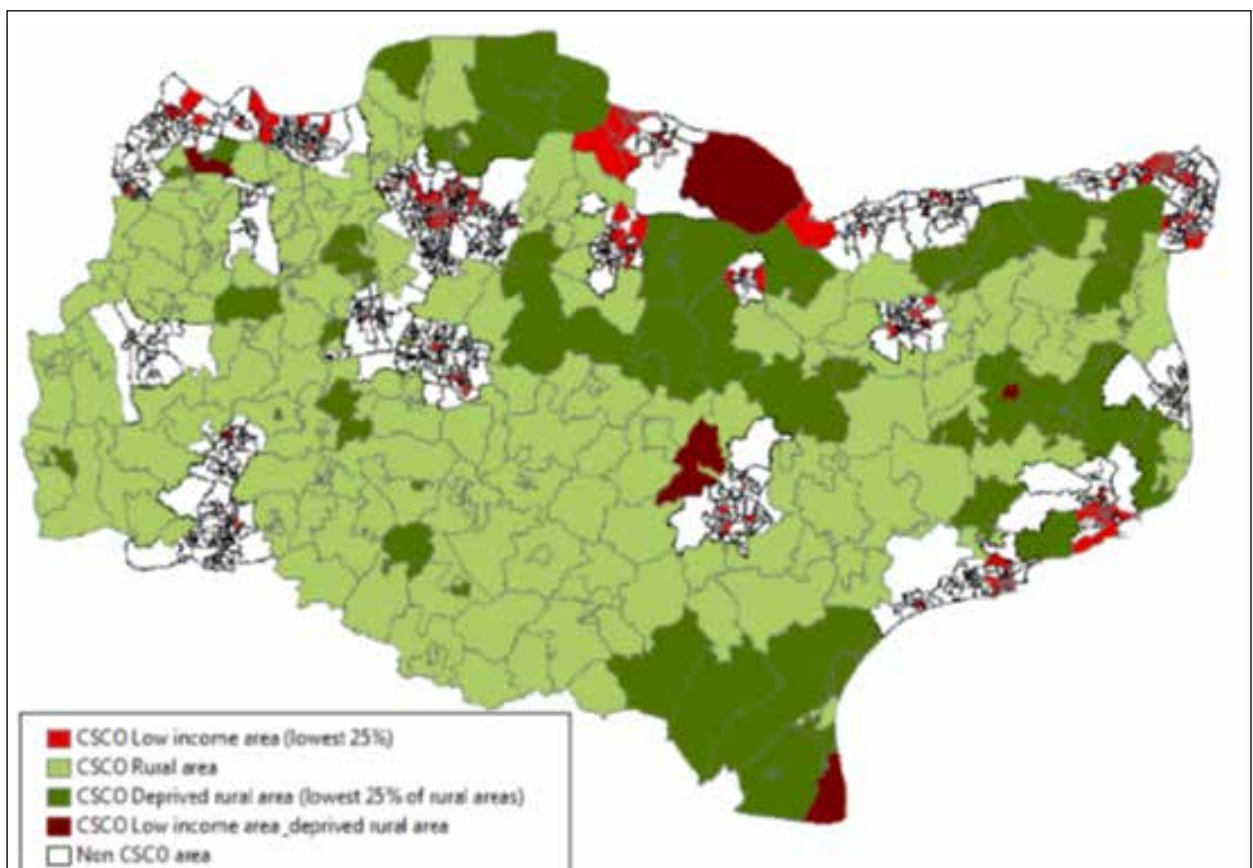 CSCO Low income area (lowest 25%)
CSCO Rural area
CSCO Deprived rural area (lowest 25% of rural areas)
CSCO Low income area_deprived rural area
Non CSCO area